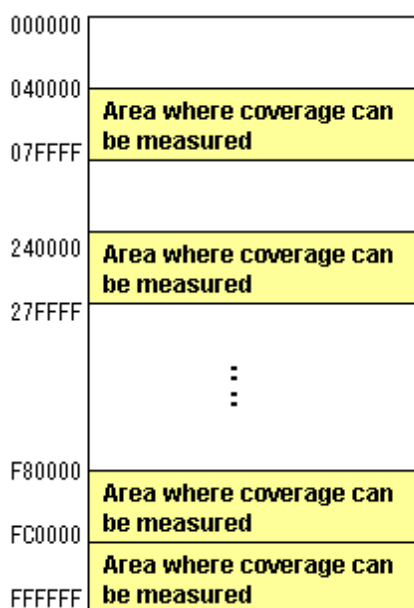 000000
040000
Area where coverage can
be measured
07FFFF
240000
Area where coverage can
be measured
27FFFF
F80000
Area where coverage can
be measured
FC0000
Area where coverage can
be measured
FFFFFF